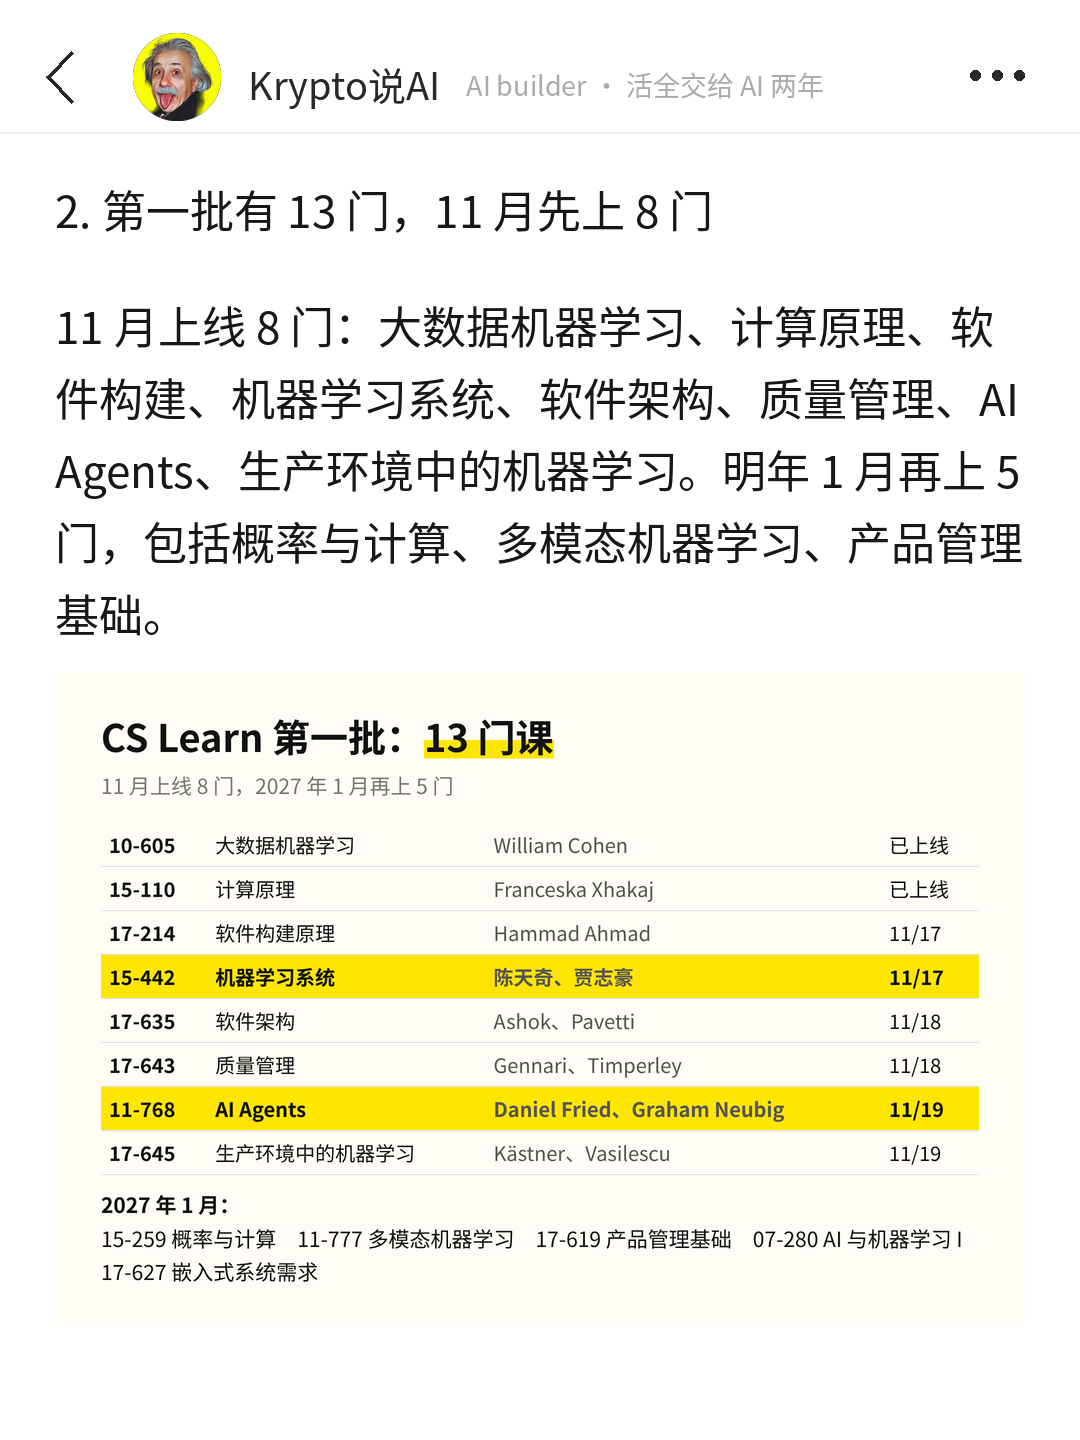 Krypto说AI AI builder · 活全交给 AI 两年
2. 第一批有 13 门，11 月先上 8 门
11 月上线 8 门：大数据机器学习、计算原理、软
件构建、机器学习系统、软件架构、质量管理、AI
Agents、生产环境中的机器学习。明年 1 月再上 5
门，包括概率与计算、多模态机器学习、产品管理
基础。
CS Learn 第一批：13 门课
11 月上线 8 门，2027 年 1 月再上 5 门
10-605 大数据机器学习 William Cohen 已上线
15-110 计算原理 Franceska Xhakaj 已上线
17-214 软件构建原理 Hammad Ahmad 11/17
15-442 机器学习系统 陈天奇、贾志豪 11/17
17-635 软件架构 Ashok、Pavetti 11/18
17-643 质量管理 Gennari、Timperley 11/18
11-768 AI Agents Daniel Fried、Graham Neubig 11/19
17-645 生产环境中的机器学习 Kästner、Vasilescu 11/19
2027 年 1 月：
15-259 概率与计算 11-777 多模态机器学习 17-619 产品管理基础 07-280 AI 与机器学习 I
17-627 嵌入式系统需求